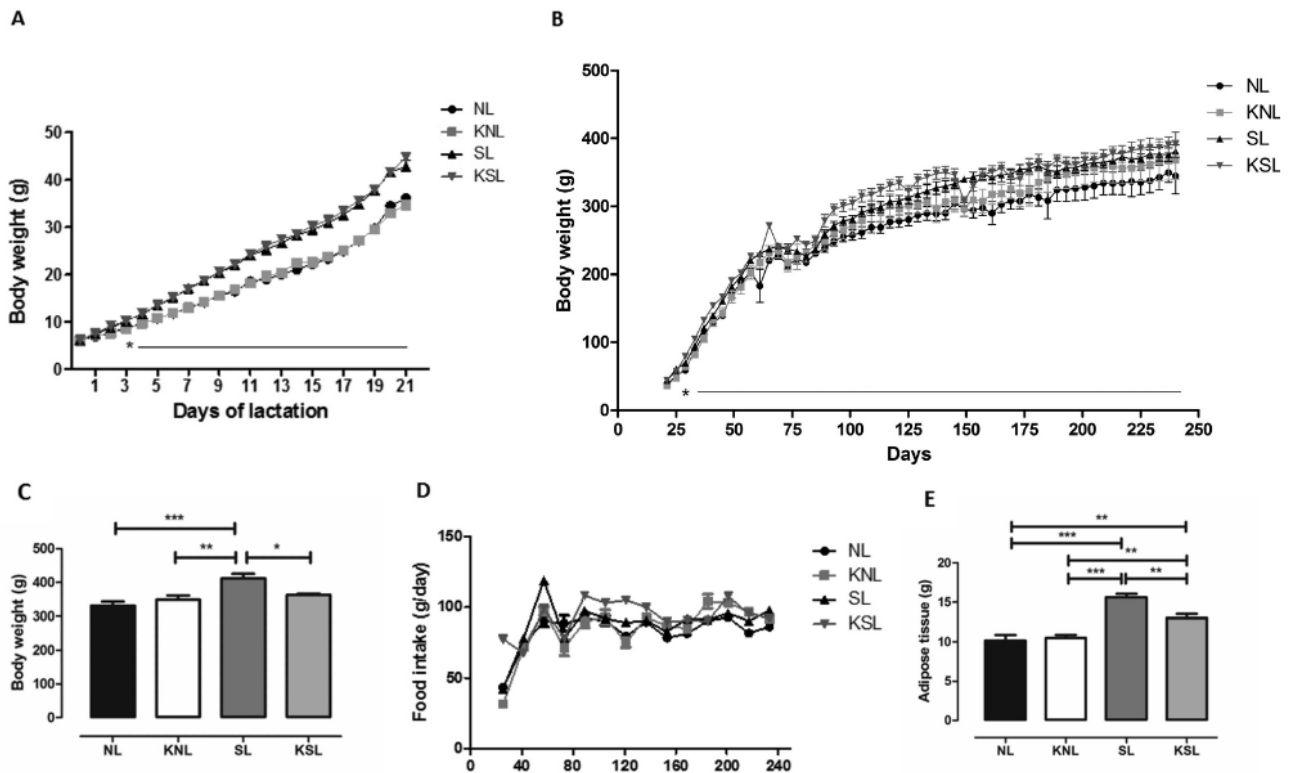 A
NL
KNL
SL
KSL
Body weight (g)
50
40
30
20
10
0
*
1 3 5 7 9 11 13 15 17 19 21
Days of lactation
B
NL
KNL
SL
KSL
Body weight (g)
500
400
300
200
100
0
*
0 25 50 75 100 125 150 175 200 225 250
Days
C
***
** *
Body weight (g)
500
400
300
200
100
0
NL KNL SL KSL
D
NL
KNL
SL
KSL
Food intake (g/day)
150
100
50
0
0 40 80 120 160 200 240
E
**
***
**
*** **
Adipose tissue (g)
20
15
10
5
0
NL KNL SL KSL